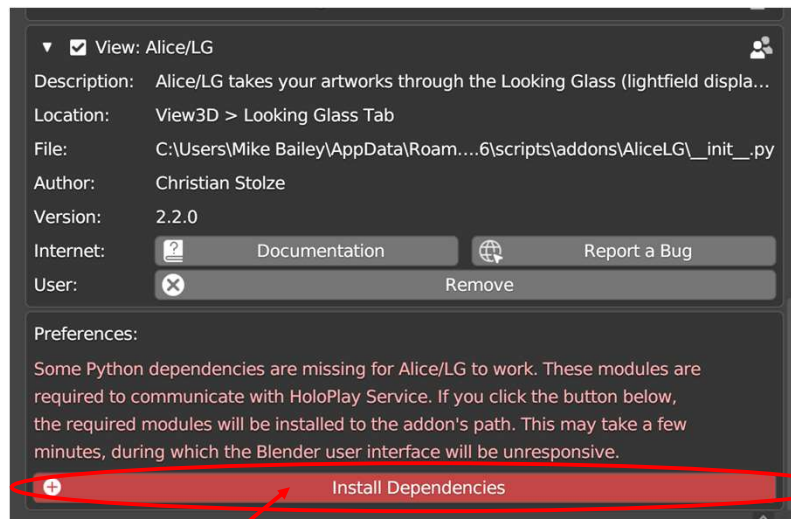 View: Alice/LG
Description: Alice/LG takes your artworks through the Looking Glass (lightfield displa...
Location: View3D > Looking Glass Tab
File: C:\Users\Mike Bailey\AppData\Roam....6\scripts\addons\AliceLG\__init__.py
Author: Christian Stolze
Version: 2.2.0
Internet: Documentation Report a Bug
User: Remove
Preferences:
Some Python dependencies are missing for Alice/LG to work. These modules are
required to communicate with HoloPlay Service. If you click the button below,
the required modules will be installed to the addon's path. This may take a few
minutes, during which the Blender user interface will be unresponsive.
Install Dependencies